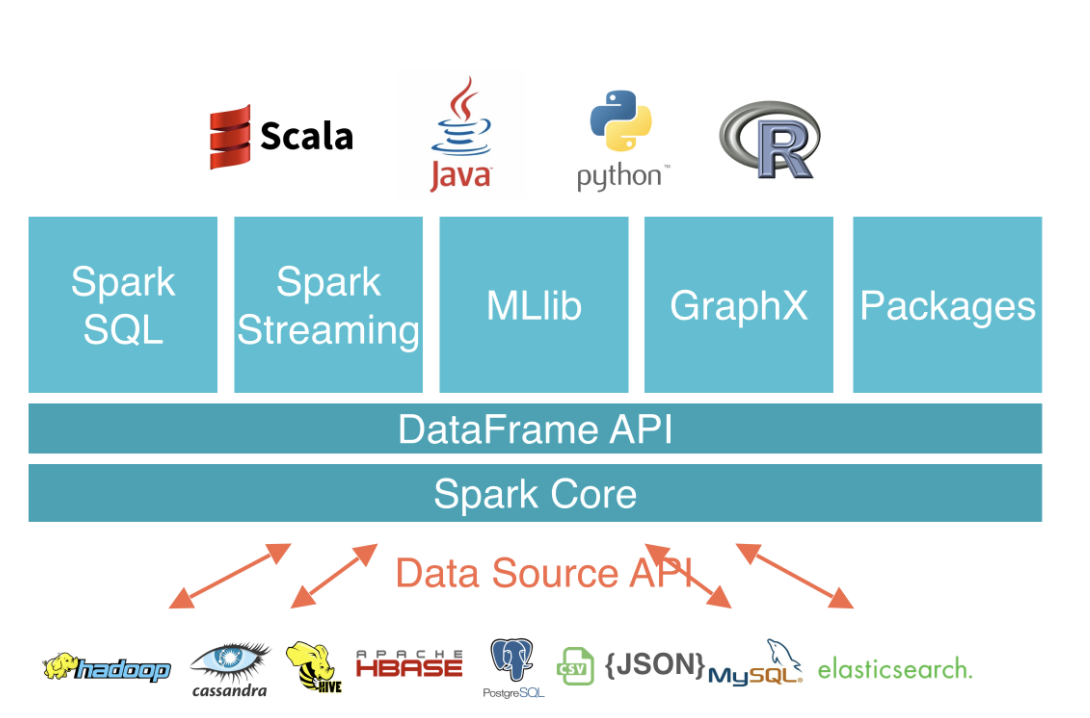 Scala
Java
python™
R
Spark
SQL
Spark
Streaming
MLlib
GraphX
Packages
DataFrame API
Spark Core
Data Source API
hadoop
cassandra
HIVE
APACHE
HBASE
PostgreSQL
CSV
{JSON}
MySQL®
elasticsearch.